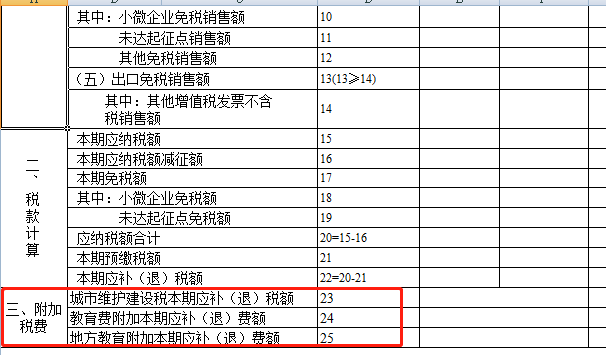 其中：小微企业免税销售额 10
未达起征点销售额 11
其他免税销售额 12
（五）出口免税销售额 13(13≥14)
其中：其他增值税发票不含
税销售额 14
二、税款计算
本期应纳税额 15
本期应纳税额减征额 16
本期免税额 17
其中：小微企业免税额 18
未达起征点免税额 19
应纳税额合计 20=15-16
本期预缴税额 21
本期应补（退）税额 22=20-21
三、附加
税费
城市维护建设税本期应补（退）税额 23
教育费附加本期应补（退）费额 24
地方教育附加本期应补（退）费额 25